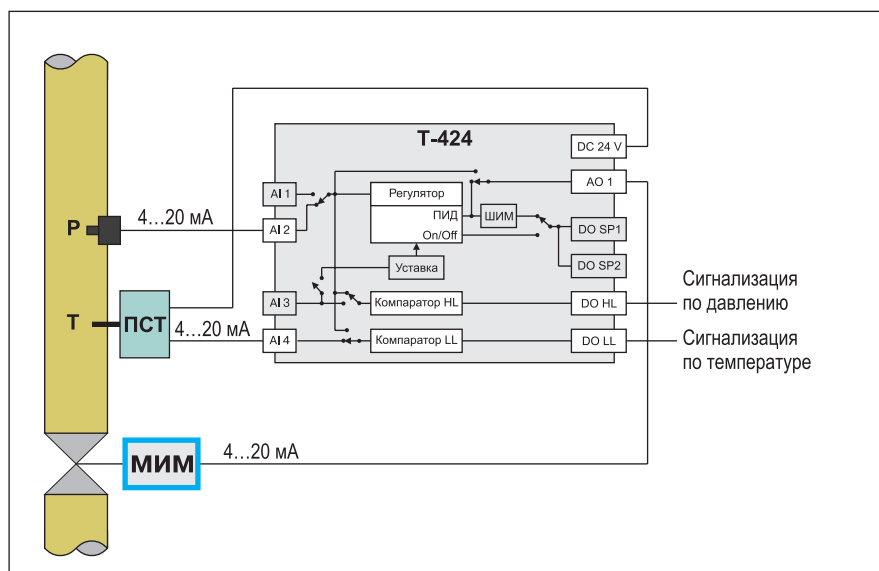 Т-424
DC 24 V
AI 1
Регулятор
AO 1
P
4...20 мА
AI 2
ПИД
ШИМ
On/Off
DO SP1
Уставка
DO SP2
Сигнализация
по давлению
AI 3
Компаратор HL
DO HL
T
ПСТ
4...20 мА
AI 4
Компаратор LL
DO LL
Сигнализация
по температуре
МИМ
4...20 мА